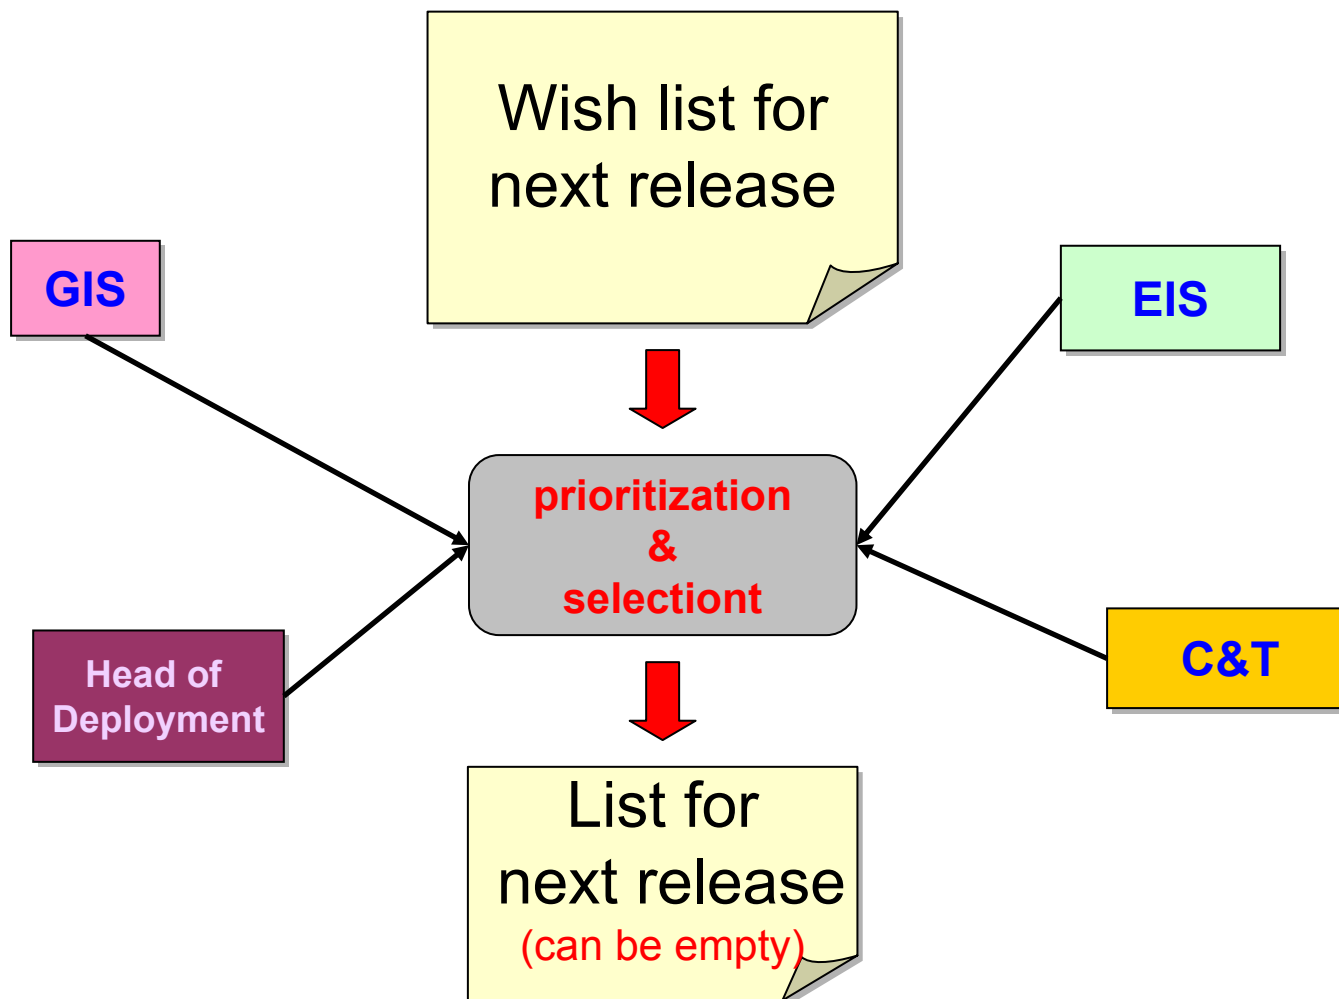 Wish list for
next release
GIS
EIS
prioritization
&
selectiont
Head of
Deployment
C&T
List for
next release
(can be empty)